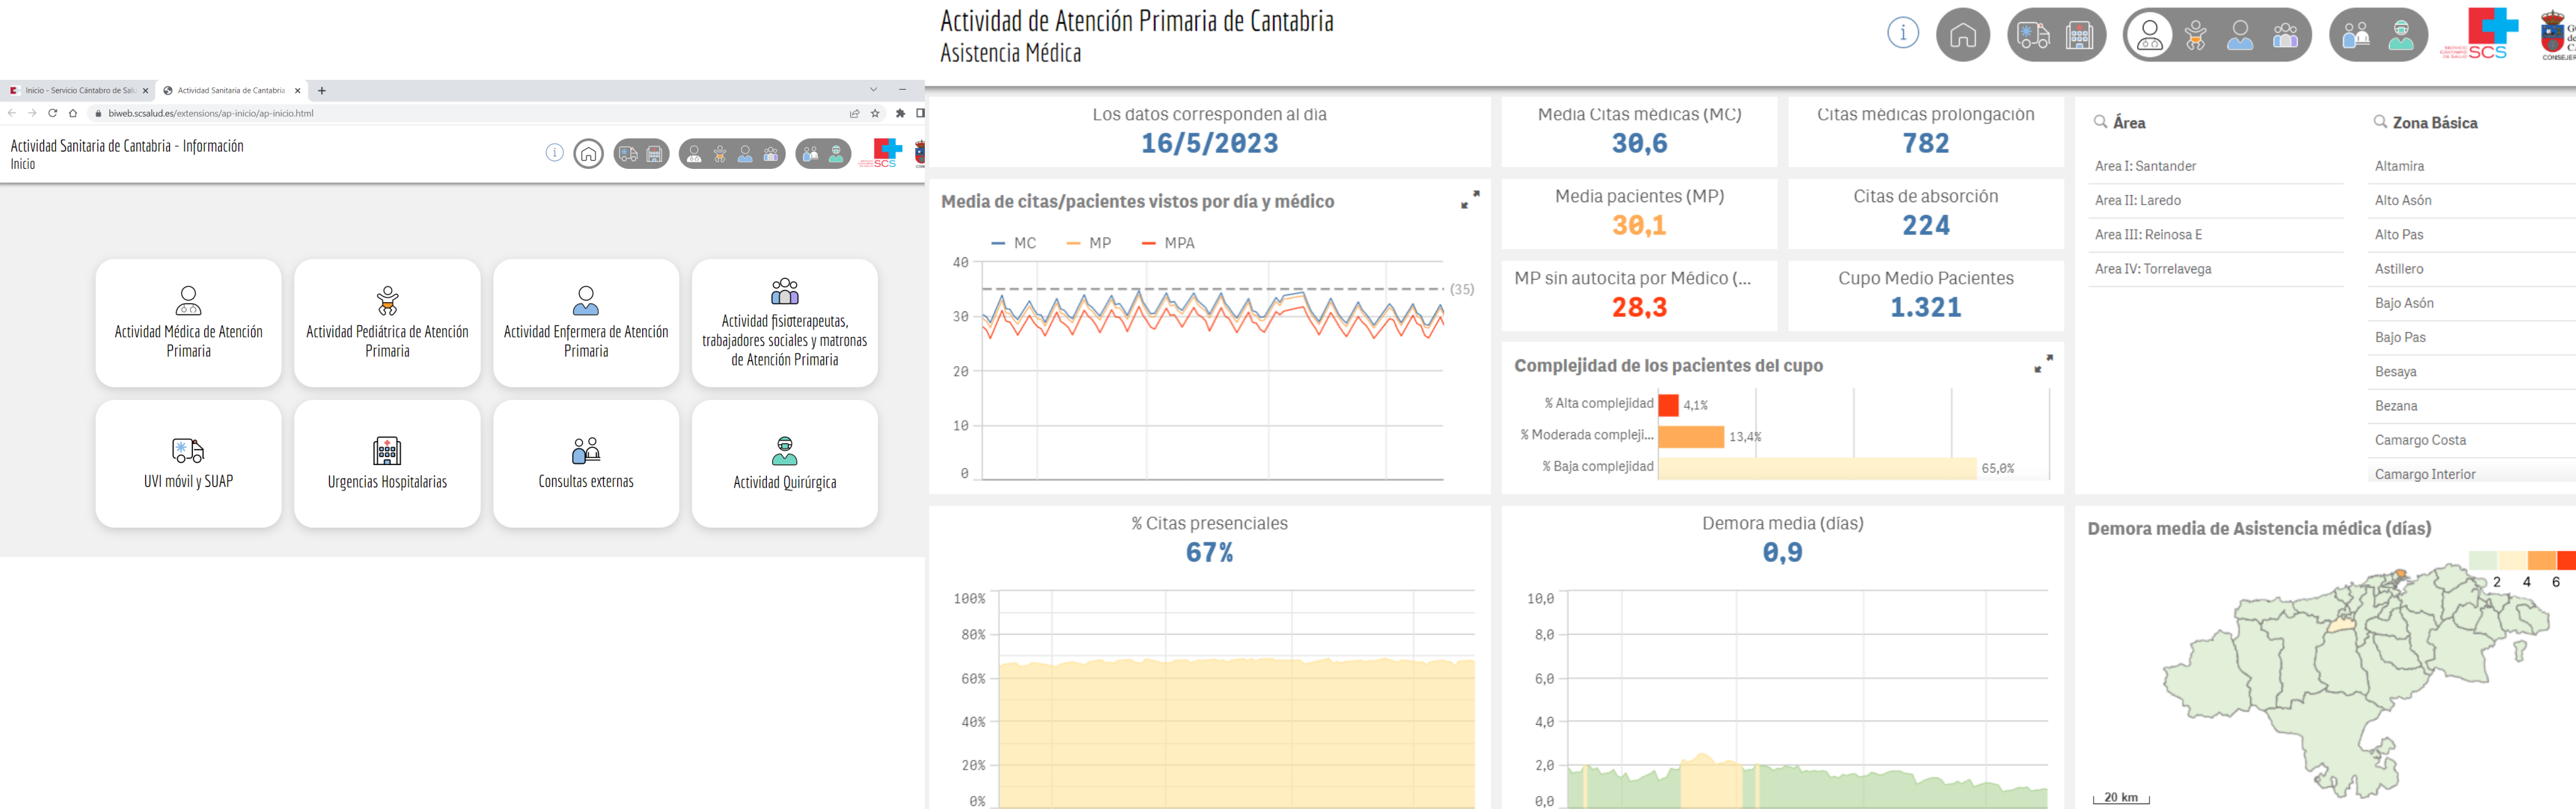 Inicio - Servicio Cántabro de Salu
Actividad Sanitaria de Cantabria
biweb.scsalud.es/extensions/ap-inicio/ap-inicio.html
Actividad Sanitaria de Cantabria - Información
Inicio
SCS
Actividad Médica de Atención
Primaria
Actividad Pediátrica de Atención
Primaria
Actividad Enfermera de Atención
Primaria
Actividad fisioterapeutas,
trabajadores sociales y matronas
de Atención Primaria
UVI móvil y SUAP
Urgencias Hospitalarias
Consultas externas
Actividad Quirúrgica
Actividad de Atención Primaria de Cantabria
Asistencia Médica
SCS
Los datos corresponden al día
16/5/2023
Media Citas médicas (MC)
30,6
Citas médicas prolongación
782
Media de citas/pacientes vistos por día y médico
MC
MP
MPA
40
(35)
30
20
10
0
Media pacientes (MP)
30,1
Citas de absorción
224
MP sin autocita por Médico (...
28,3
Cupo Medio Pacientes
1.321
Complejidad de los pacientes del cupo
% Alta complejidad
4,1%
% Moderada compleji...
13,4%
% Baja complejidad
65,0%
Área
Area I: Santander
Area II: Laredo
Area III: Reinosa E
Area IV: Torrelavega
Zona Básica
Altamira
Alto Asón
Alto Pas
Astillero
Bajo Asón
Bajo Pas
Besaya
Bezana
Camargo Costa
Camargo Interior
% Citas presenciales
67%
100%
80%
60%
40%
20%
0%
Demora media (días)
0,9
10,0
8,0
6,0
4,0
2,0
0,0
Demora media de Asistencia médica (días)
2 4 6
20 km